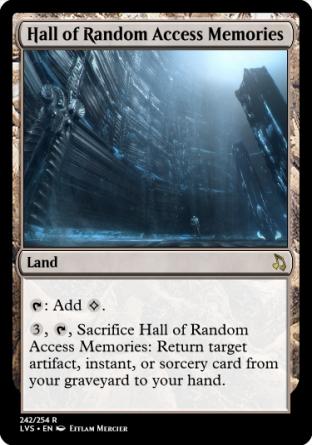 Hall of Random Access Memories
Land
: Add .
3, , Sacrifice Hall of Random
Access Memories: Return target
artifact, instant, or sorcery card from
your graveyard to your hand.
242/254 R
LVS • EN EITLAM MERCIER